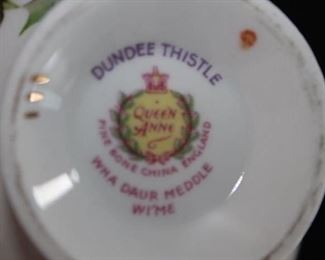 DUNDEE THISTLE
QUEEN
ANNE
FINE BONE CHINA ENGLAND
WHA DAUR MEDDLE
WI'ME